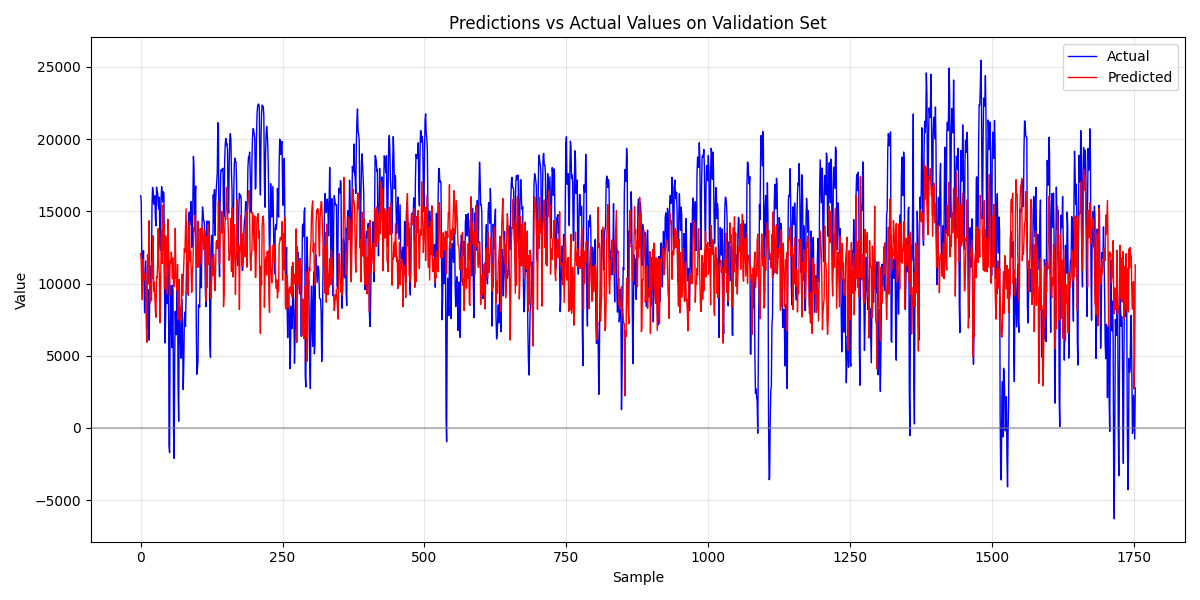 Predictions vs Actual Values on Validation Set
Actual
Predicted
25000
20000
15000
10000
5000
0
−5000
Value
0 250 500 750 1000 1250 1500 1750
Sample